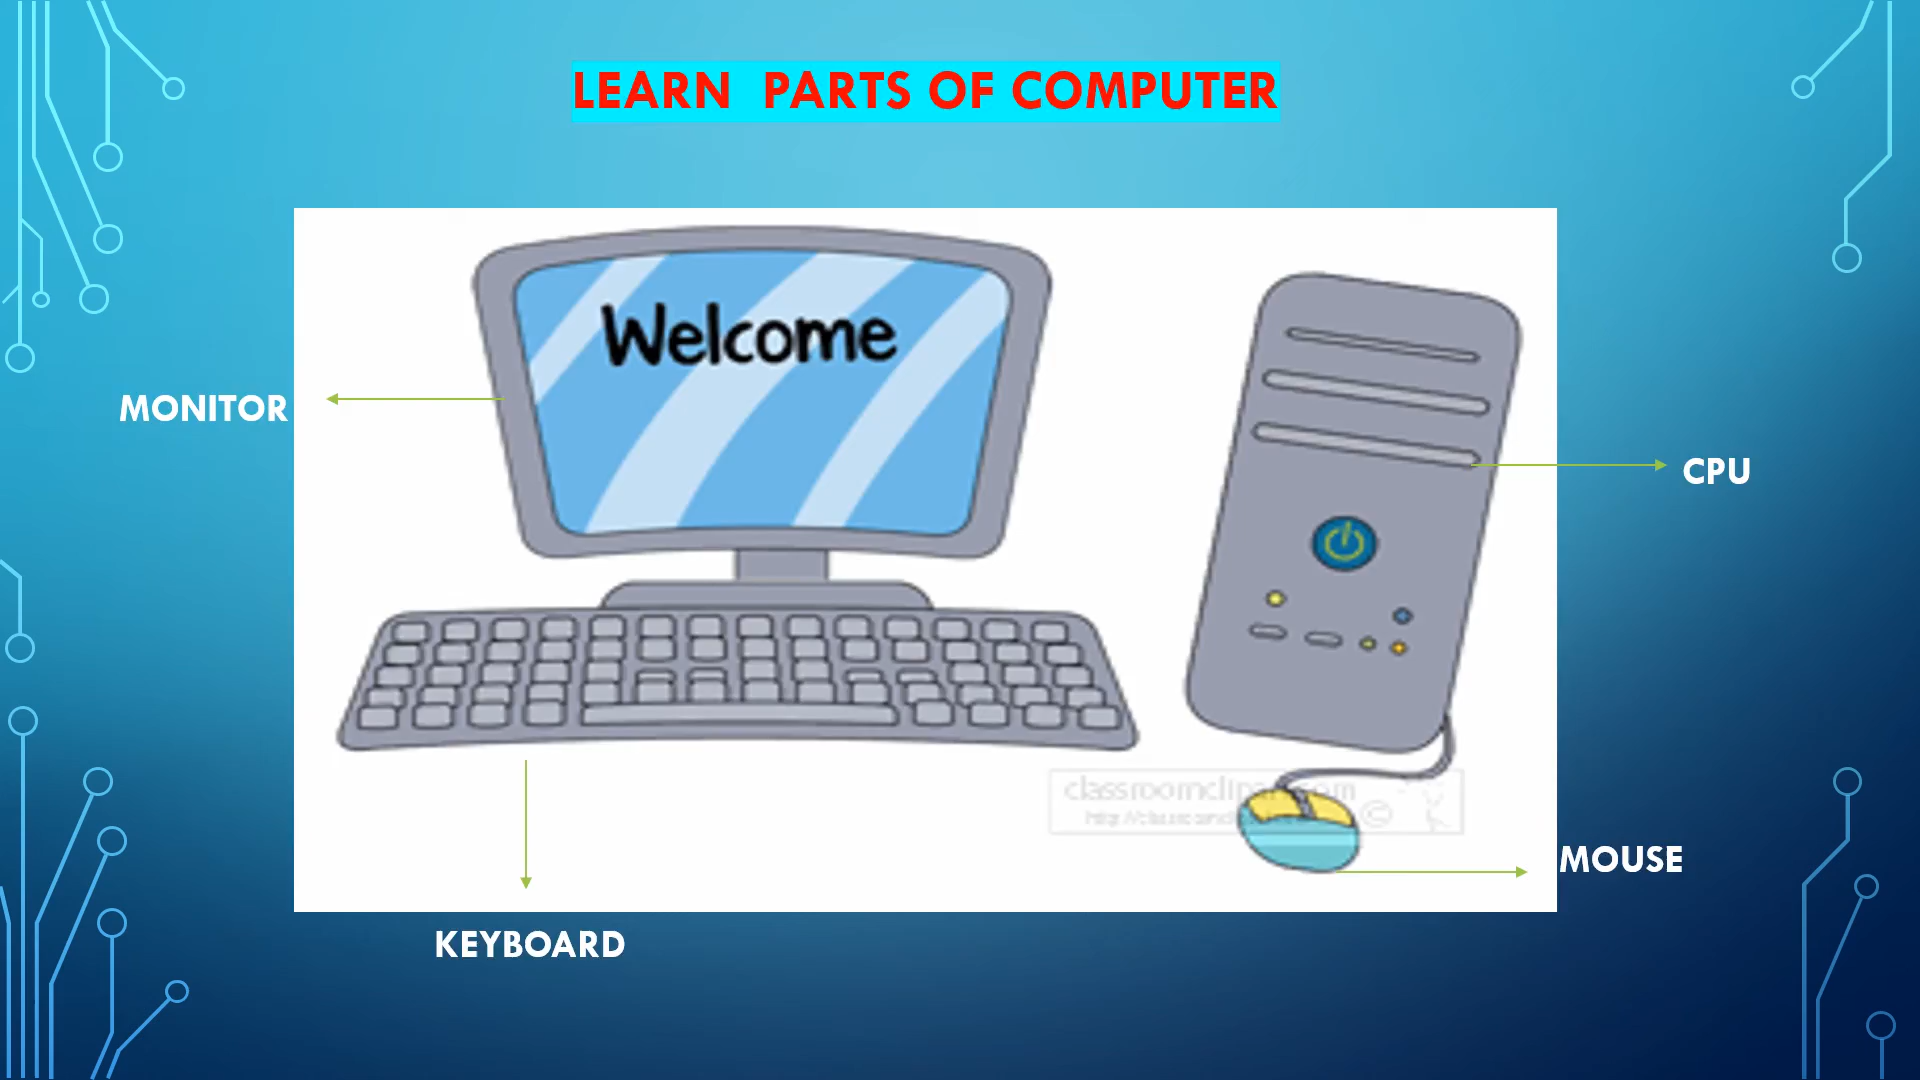 LEARN  PARTS OF COMPUTER
Welcome
MONITOR
CPU
MOUSE
KEYBOARD